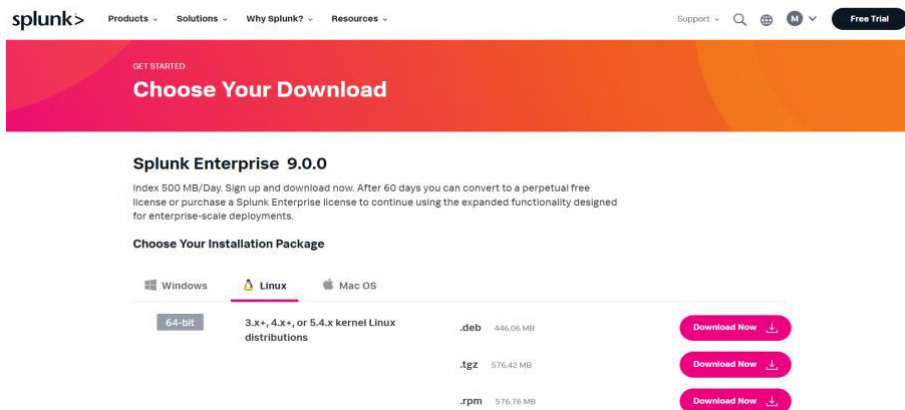 splunk> Products Solutions Why Splunk? Resources Support M Free Trial
GET STARTED
Choose Your Download
Splunk Enterprise 9.0.0
Index 500 MB/Day. Sign up and download now. After 60 days you can convert to a perpetual free
license or purchase a Splunk Enterprise license to continue using the expanded functionality designed
for enterprise-scale deployments.
Choose Your Installation Package
Windows Linux Mac OS
64-bit 3.x+, 4.x+, or 5.4.x kernel Linux .deb 446.06 MB Download Now
distributions
.tgz 576.42 MB Download Now
.rpm 576.76 MB Download Now